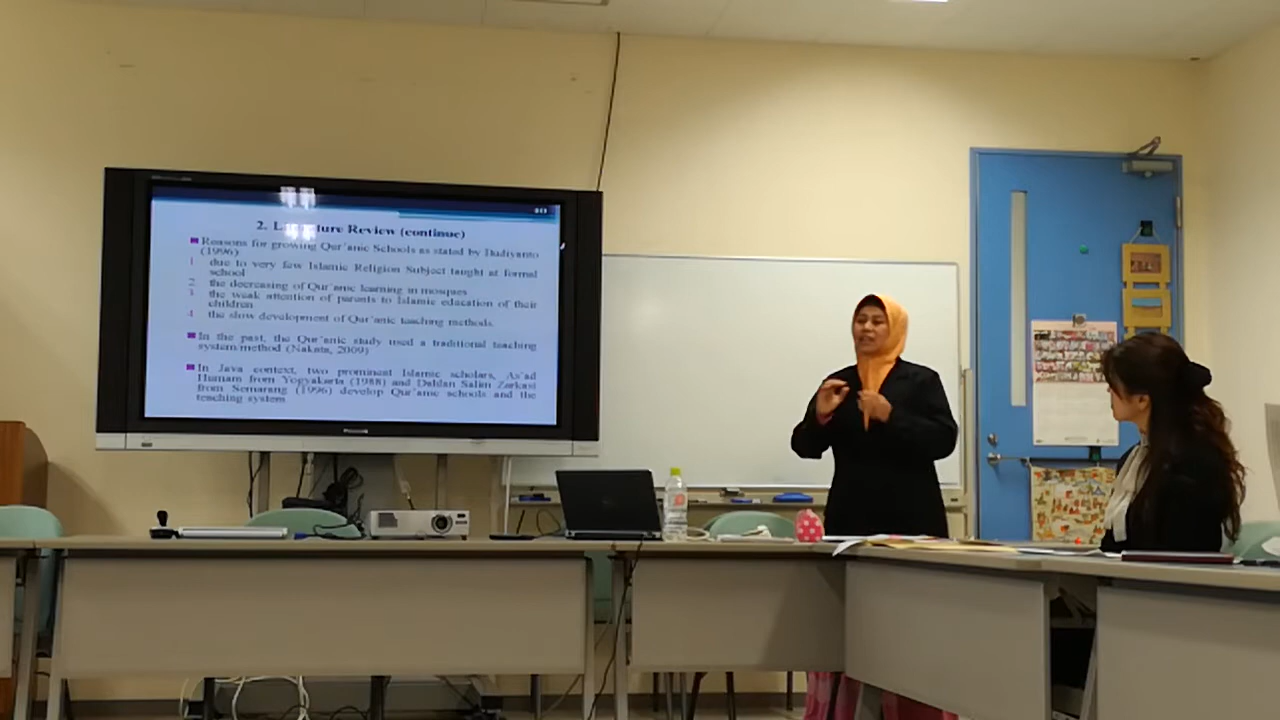 2. Literature Review (continue)
Reasons for growing Qur'anic Schools as stated by
(1996)
1. due to very few Islamic Religion Subject taught at formal
school
2. the decreasing of Qur'anic learning in mosques
3. the weak attention of parents to Islamic education of their
children
4. the slow development of Qur'anic teaching methods
In the past, the Qur'anic study used a traditional teaching
system/method (Nakata, 2009)
In Java context, two prominent Islamic scholars, As'ad
Humam from Yogyakarta (1988) and Dahlan Salim Zarkasi
from Semarang (1996) develop Qur'anic schools and the
teaching system
Panasonic